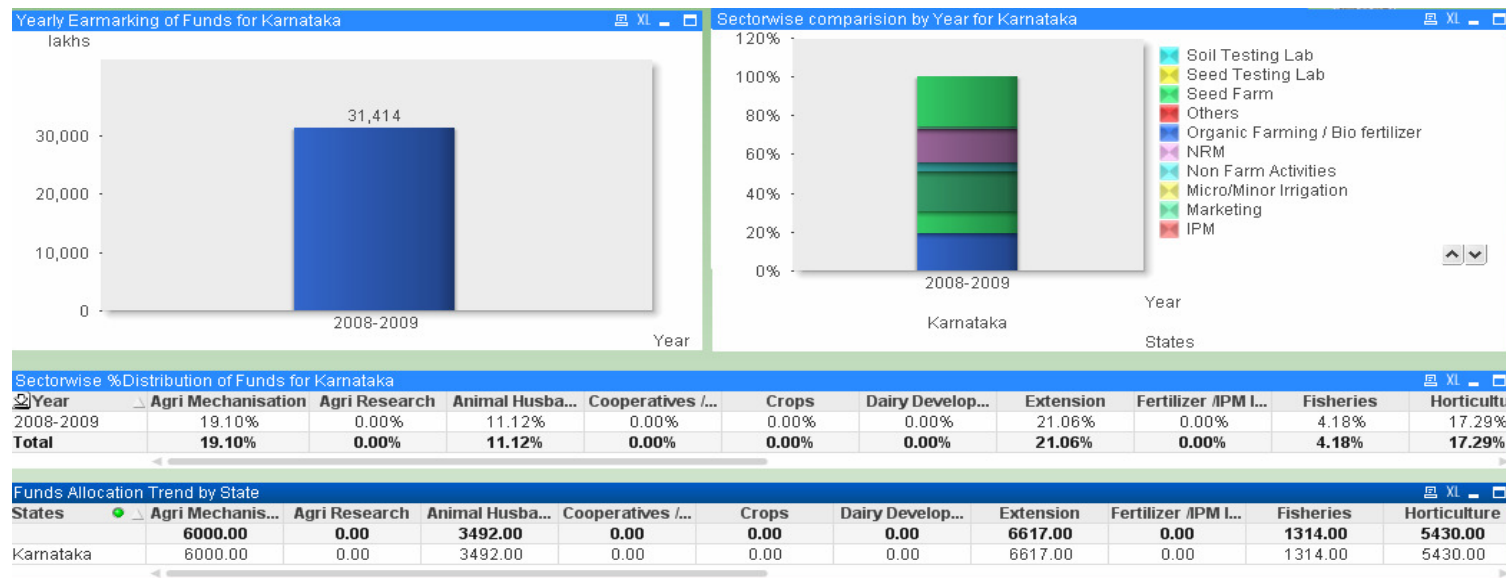 Yearly Earmarking of Funds for Karnataka XL
lakhs
31,414
30,000
20,000
10,000
0
2008-2009
Year
Sectorwise comparision by Year for Karnataka XL
120%
100%
80%
60%
40%
20%
0%
2008-2009
Year
Karnataka
States
Soil Testing Lab
Seed Testing Lab
Seed Farm
Others
Organic Farming / Bio fertilizer
NRM
Non Farm Activities
Micro/Minor Irrigation
Marketing
IPM
Sectorwise %Distribution of Funds for Karnataka XL
Year Agri Mechanisation Agri Research Animal Husba... Cooperatives /... Crops Dairy Develop... Extension Fertilizer /IPM I... Fisheries Horticultu
2008-2009 19.10% 0.00% 11.12% 0.00% 0.00% 0.00% 21.06% 0.00% 4.18% 17.29%
Total 19.10% 0.00% 11.12% 0.00% 0.00% 0.00% 21.06% 0.00% 4.18% 17.29%
Funds Allocation Trend by State XL
States Agri Mechanis... Agri Research Animal Husba... Cooperatives /... Crops Dairy Develop... Extension Fertilizer /IPM I... Fisheries Horticulture
6000.00 0.00 3492.00 0.00 0.00 0.00 6617.00 0.00 1314.00 5430.00
Karnataka 6000.00 0.00 3492.00 0.00 0.00 0.00 6617.00 0.00 1314.00 5430.00